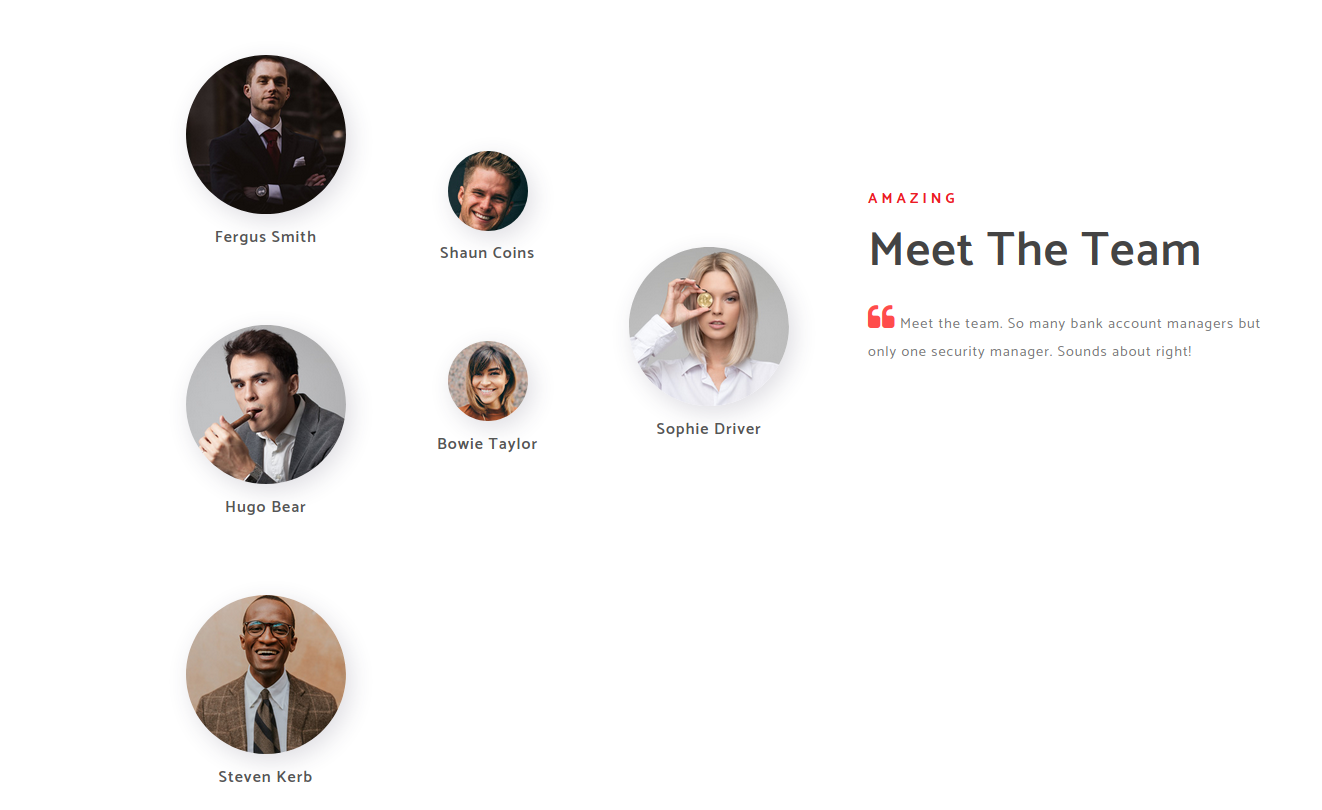 Fergus Smith
Shaun Coins
Sophie Driver
Hugo Bear
Bowie Taylor
Steven Kerb
AMAZING
Meet The Team
Meet the team. So many bank account managers but
only one security manager. Sounds about right!